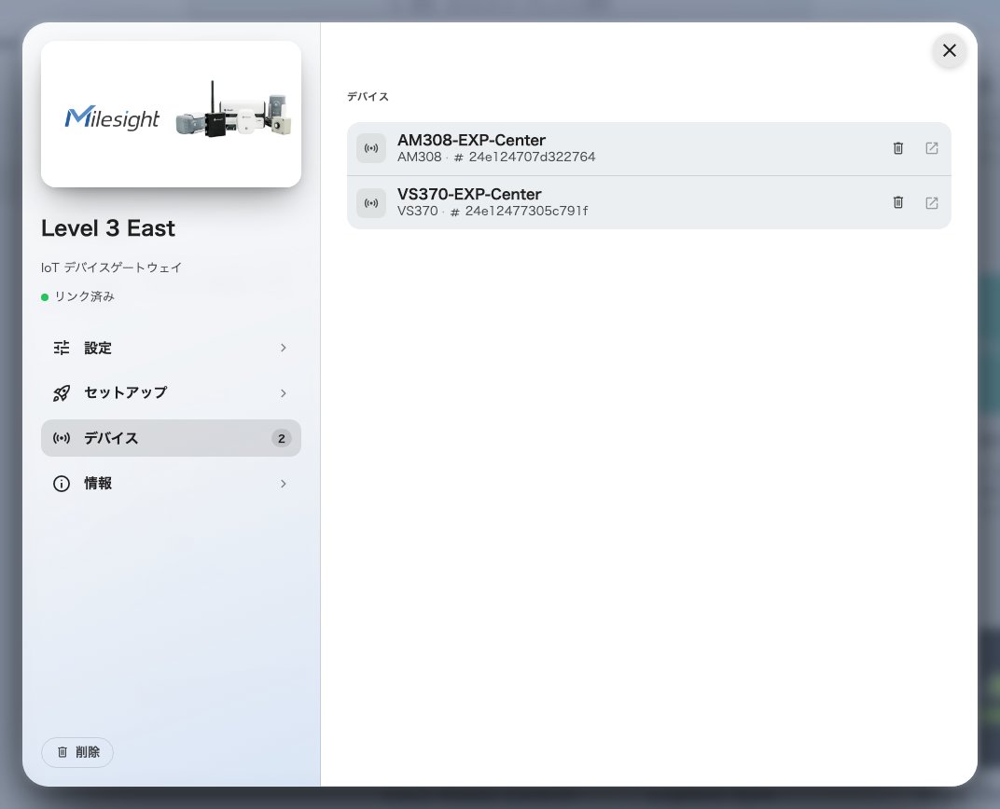 Milesight
Level 3 East
IoT デバイスゲートウェイ
リンク済み
設定
セットアップ
デバイス 2
情報
削除
デバイス
AM308-EXP-Center
AM308 · # 24e124707d322764
VS370-EXP-Center
VS370 · # 24e12477305c791f